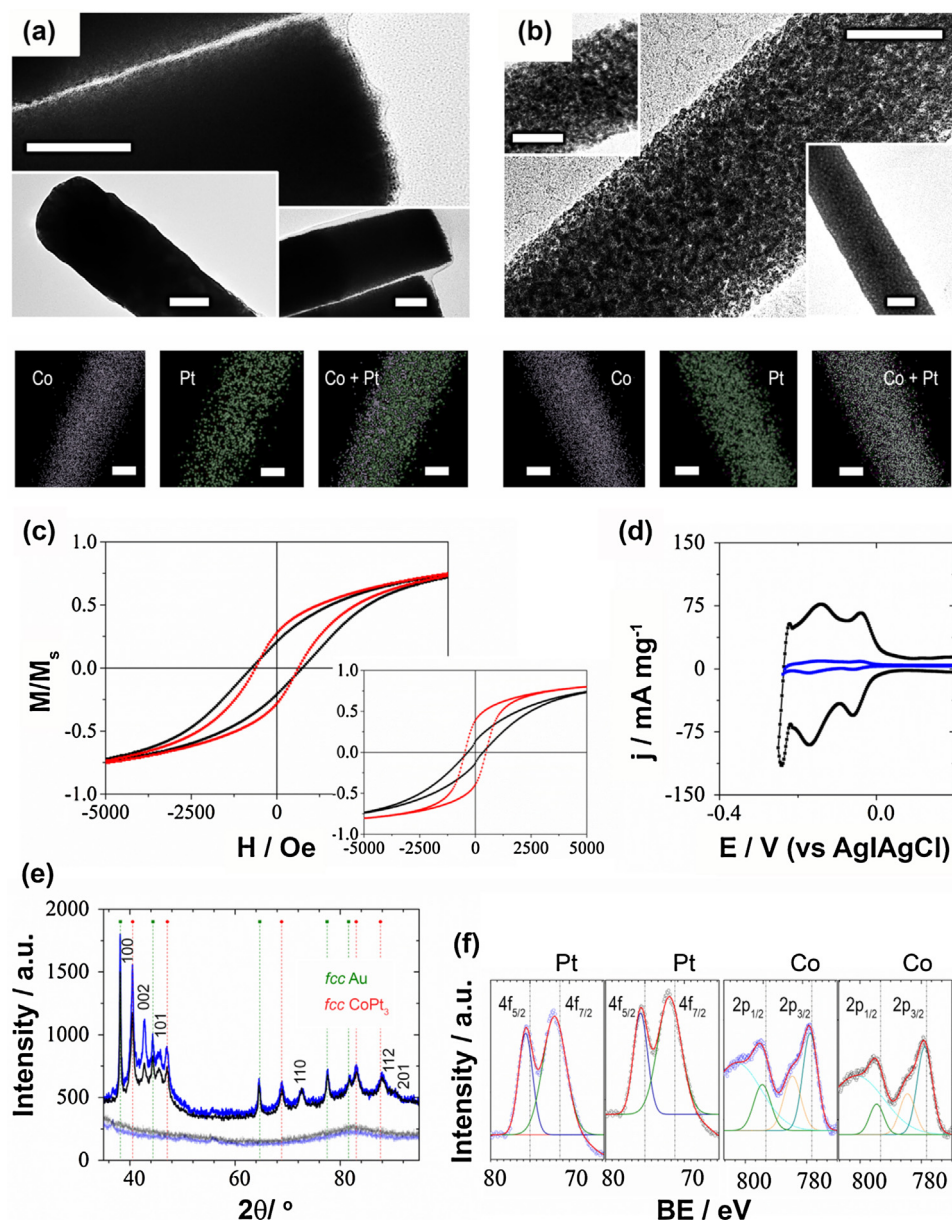 (a)
(b)
Co
Pt
Co + Pt
Co
Pt
Co + Pt
(c)
1.0
0.5
0.0
-0.5
-1.0
M/Ms
-5000
-2500
0
2500
H / Oe
1.0
0.5
0.0
-0.5
-1.0
-5000
-2500
0
2500
5000
(d)
150
75
0
-75
-150
j / mA mg⁻¹
-0.4
0.0
E / V (vs AgIAgCl)
(e)
2000
1500
1000
500
0
Intensity / a.u.
100
002
101
110
112
201
fcc Au
fcc CoPt₃
40
60
80
2θ/ °
(f)
Pt
Pt
Co
Co
4f5/2
4f7/2
4f5/2
4f7/2
2p1/2
2p3/2
2p1/2
2p3/2
Intensity / a.u.
80
70
80
70
800
780
800
780
BE / eV